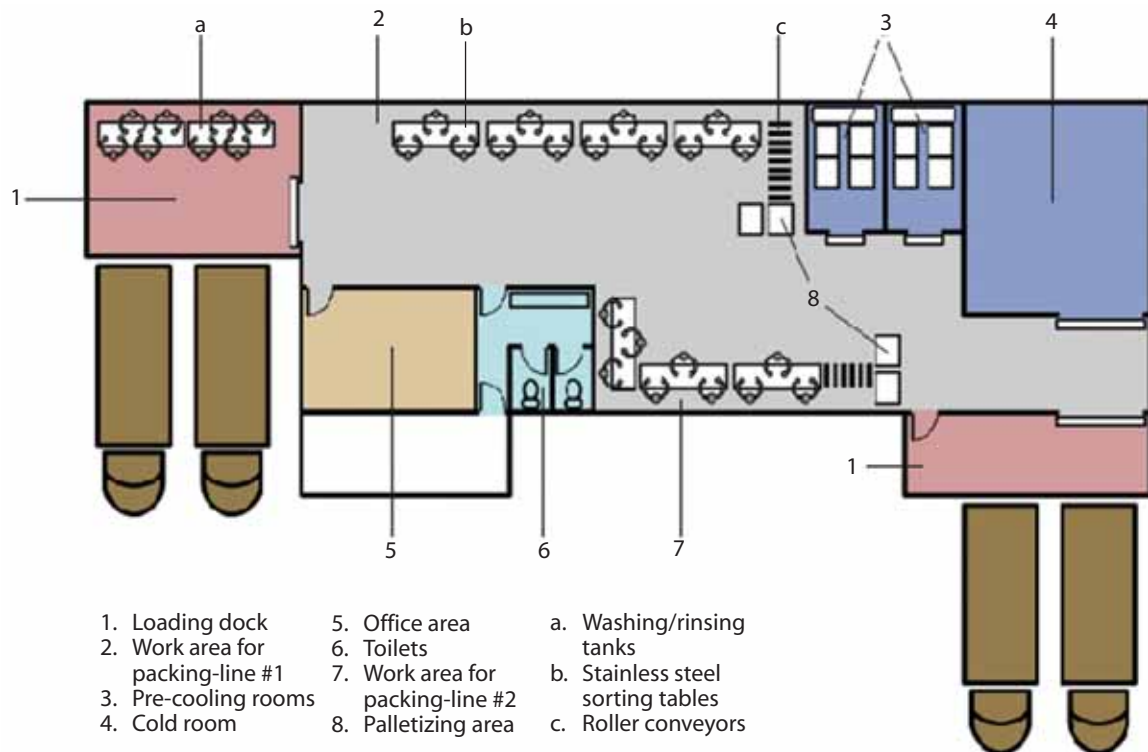 a
2
b
c
3
4
1
8
1
5
6
7
1. Loading dock
2. Work area for
packing-line #1
3. Pre-cooling rooms
4. Cold room
5. Office area
6. Toilets
7. Work area for
packing-line #2
8. Palletizing area
a. Washing/rinsing
tanks
b. Stainless steel
sorting tables
c. Roller conveyors